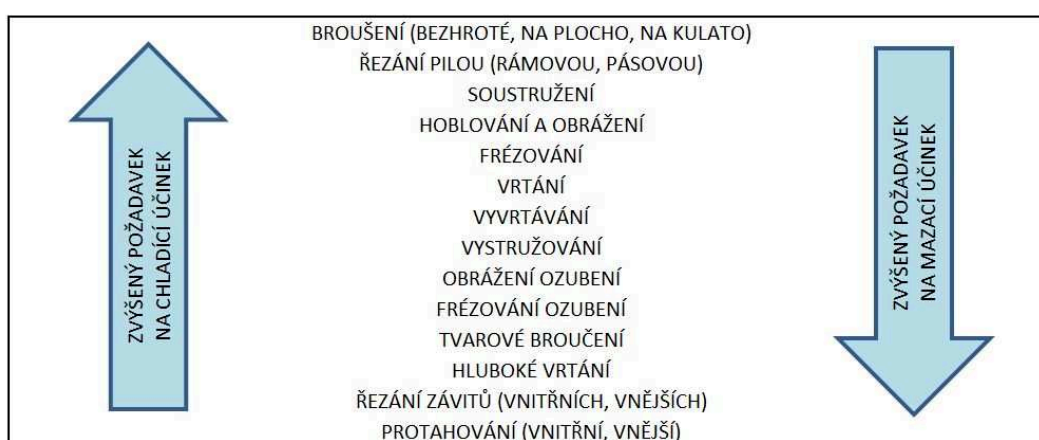 BROUŠENÍ (BEZHROTÉ, NA PLOCHO, NA KULATO)
ŘEZÁNÍ PILOU (RÁMOVOU, PÁSOVOU)
SOUSTRUŽENÍ
HOBLOVÁNÍ A OBRÁŽENÍ
FRÉZOVÁNÍ
VRTÁNÍ
VYVRTÁVÁNÍ
VYSTRUŽOVÁNÍ
OBRÁŽENÍ OZUBENÍ
FRÉZOVÁNÍ OZUBENÍ
TVAROVÉ BROUČENÍ
HLUBOKÉ VRTÁNÍ
ŘEZÁNÍ ZÁVITŮ (VNITŘNÍCH, VNĚJŠÍCH)
PROTAHOVÁNÍ (VNITŘNÍ, VNĚJŠÍ)
ZVÝŠENÝ POŽADAVEK
NA CHLADÍCÍ ÚČINEK
ZVÝŠENÝ POŽADAVEK
NA MAZACÍ ÚČINEK